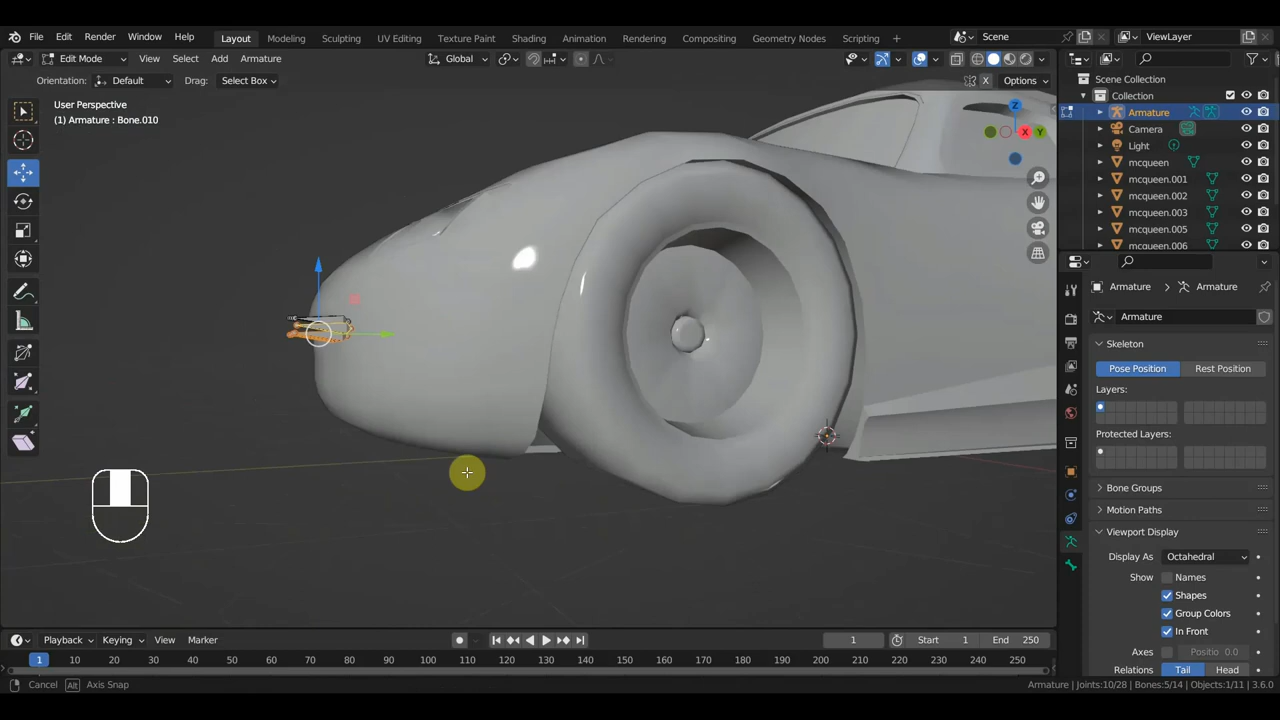 File Edit Render Window Help Layout Modeling Sculpting UV Editing Texture Paint Shading Animation Rendering Compositing Geometry Nodes Scripting + Scene ViewLayer
Edit Mode View Select Add Armature Global
Orientation: Default Drag: Select Box X Options
User Perspective
(1) Armature : Bone.010
Z
X
Y
Scene Collection
Collection
Armature
Camera
Light
mcqueen
mcqueen.001
mcqueen.002
mcqueen.003
mcqueen.005
mcqueen.006
Armature Armature
Armature
Skeleton
Pose Position Rest Position
Layers:
Protected Layers:
Bone Groups
Motion Paths
Viewport Display
Display As Octahedral
Show Names
Shapes
Group Colors
In Front
Axes Positio 0.0
Relations Tail Head
Playback Keying View Marker 1 Start 1 End 250
1 10 20 30 40 50 60 70 80 90 100 110 120 130 140 150 160 170 180 190 200 210 220 230 240 250
Cancel Alt Axis Snap Armature | Joints:10/28 | Bones:5/14 | Objects:1/11 | 3.6.0